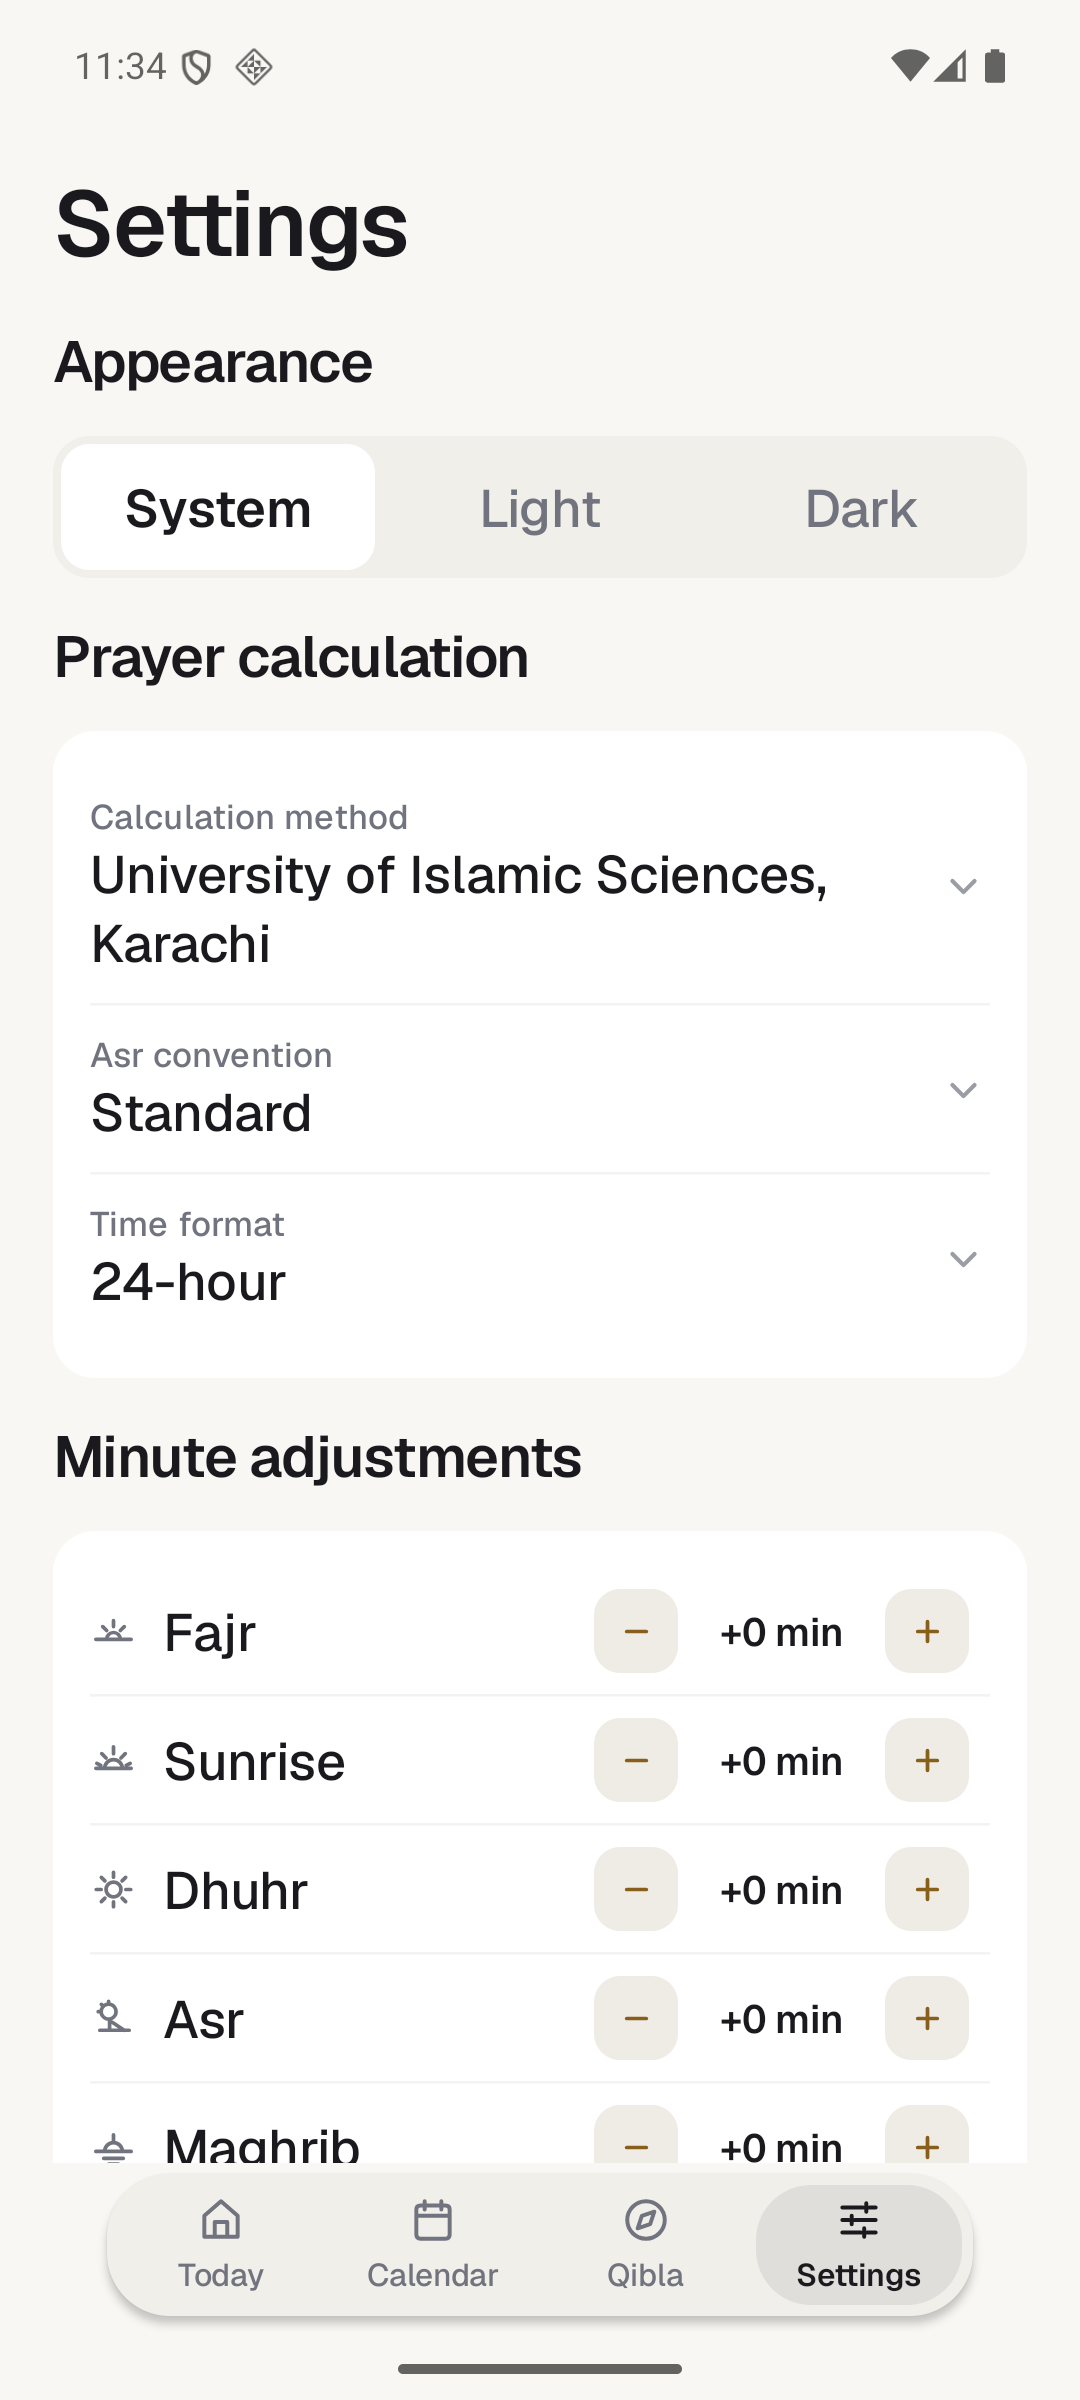 11:34
Settings
Appearance
System Light Dark
Prayer calculation
Calculation method
University of Islamic Sciences,
Karachi
Asr convention
Standard
Time format
24-hour
Minute adjustments
Fajr − +0 min +
Sunrise − +0 min +
Dhuhr − +0 min +
Asr − +0 min +
Maghrib − +0 min +
Today Calendar Qibla Settings